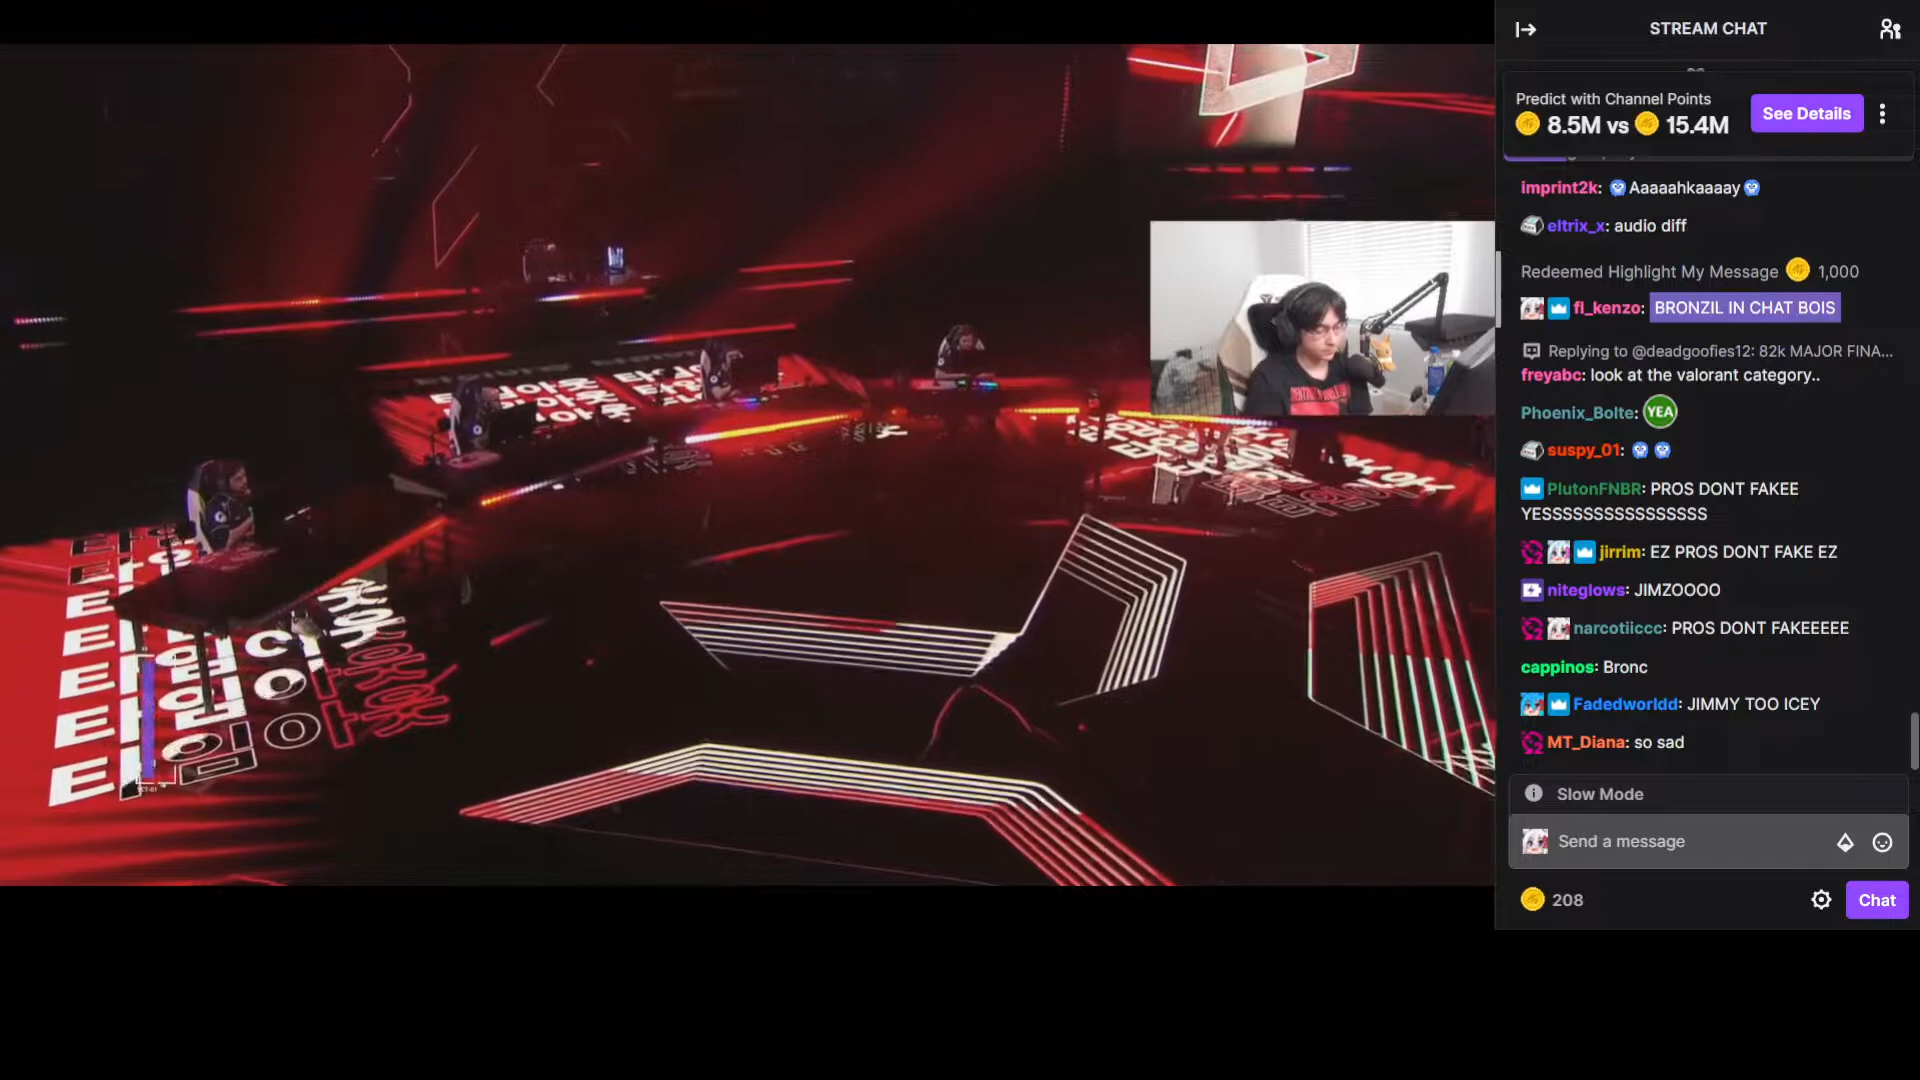 STREAM CHAT
Predict with Channel Points
8.5M vs 15.4M
See Details
imprint2k: Aaaaahkaaaay
eltrix_x: audio diff
Redeemed Highlight My Message 1,000
fl_kenzo: BRONZIL IN CHAT BOIS
Replying to @deadgoofies12: 82k MAJOR FINA...
freyabc: look at the valorant category..
Phoenix_Bolte: YEA
suspy_01:
PlutonFNBR: PROS DONT FAKEE
YESSSSSSSSSSSSSSSS
jirrim: EZ PROS DONT FAKE EZ
niteglows: JIMZOOOO
narcotiiccc: PROS DONT FAKEEEEE
cappinos: Bronc
Fadedworldd: JIMMY TOO ICEY
MT_Diana: so sad
Slow Mode
Send a message
208
Chat